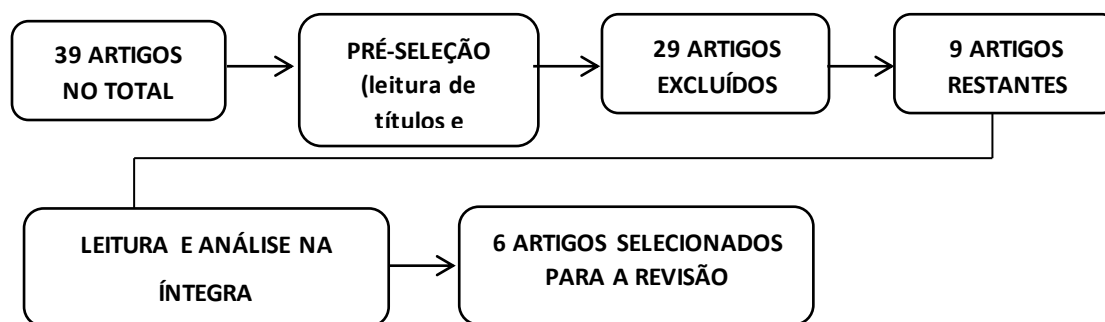 39 ARTIGOS
NO TOTAL
PRÉ-SELEÇÃO
(leitura de
títulos e
29 ARTIGOS
EXCLUÍDOS
9 ARTIGOS
RESTANTES
LEITURA E ANÁLISE NA
ÍNTEGRA
6 ARTIGOS SELECIONADOS
PARA A REVISÃO